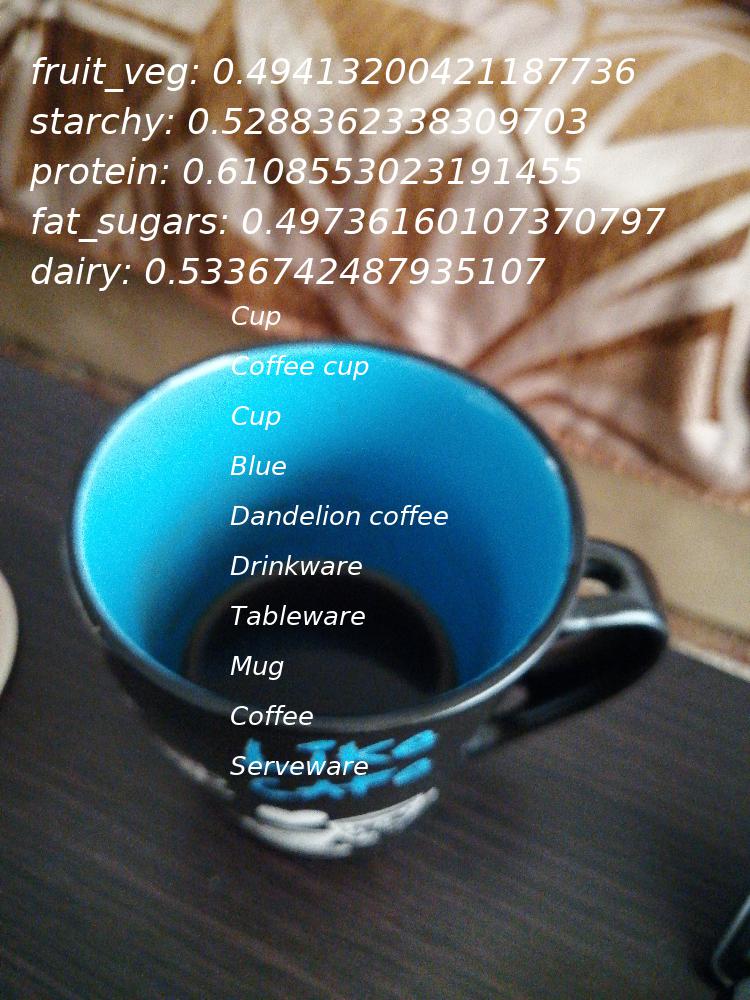 fruit_veg: 0.49413200421187736
starchy: 0.5288362338309703
protein: 0.6108553023191455
fat_sugars: 0.49736160107370797
dairy: 0.5336742487935107
Cup
Coffee cup
Cup
Blue
Dandelion coffee
Drinkware
Tableware
Mug
Coffee
Serveware